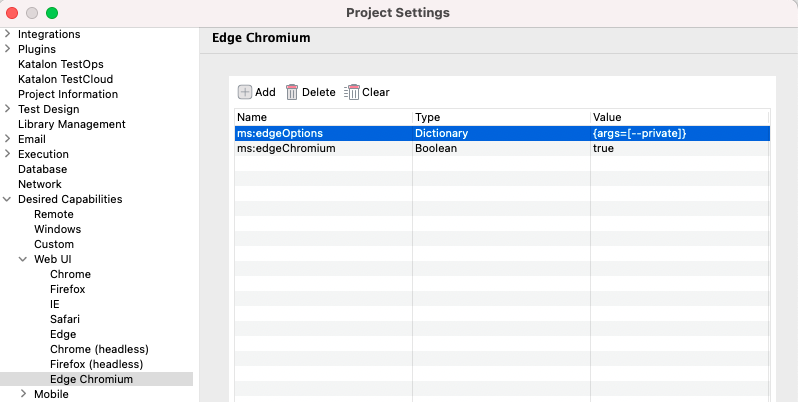 Project Settings
Integrations
Plugins
Katalon TestOps
Katalon TestCloud
Project Information
Test Design
Library Management
Email
Execution
Database
Network
Desired Capabilities
Remote
Windows
Custom
Web UI
Chrome
Firefox
IE
Safari
Edge
Chrome (headless)
Firefox (headless)
Edge Chromium
Mobile
Edge Chromium
Add Delete Clear
Name Type Value
ms:edgeOptions Dictionary {args=[--private]}
ms:edgeChromium Boolean true